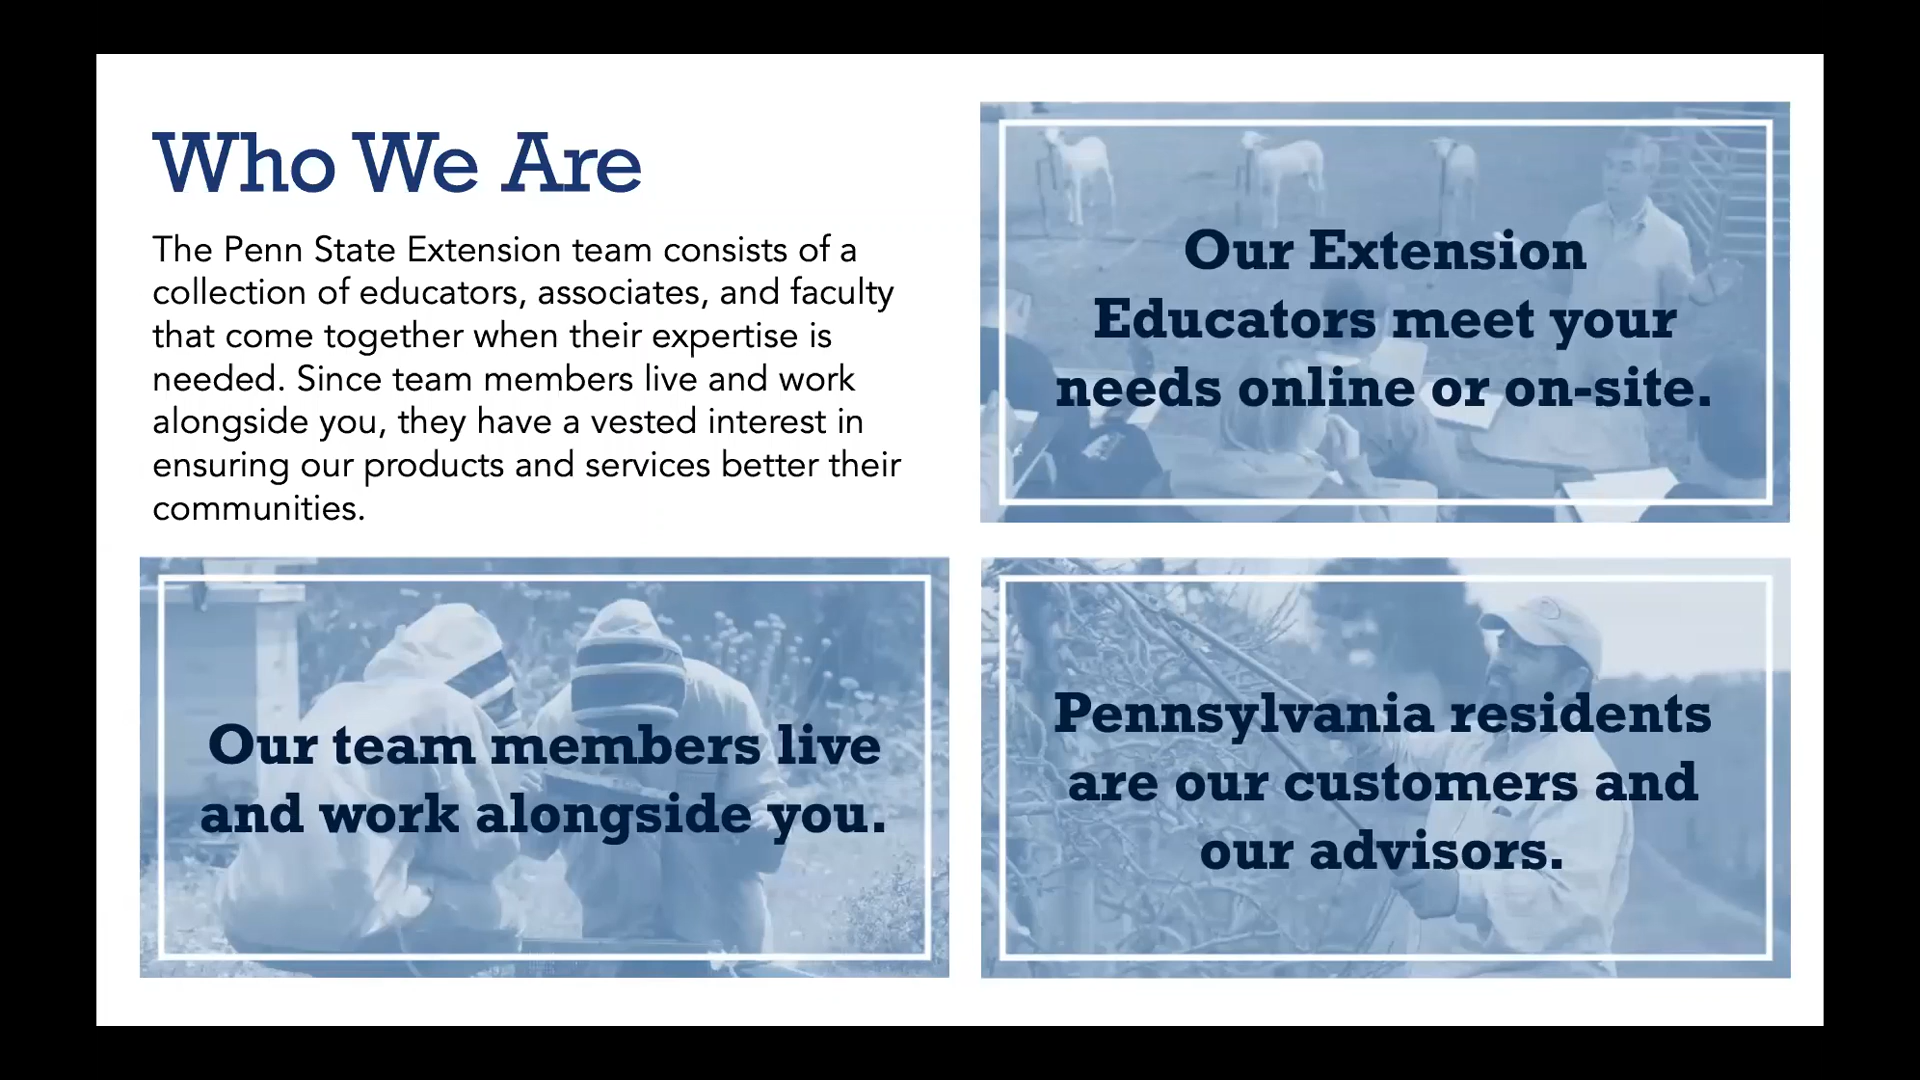 Who We Are
The Penn State Extension team consists of a
collection of educators, associates, and faculty
that come together when their expertise is
needed. Since team members live and work
alongside you, they have a vested interest in
ensuring our products and services better their
communities.
Our Extension
Educators meet your
needs online or on-site.
Our team members live
and work alongside you.
Pennsylvania residents
are our customers and
our advisors.